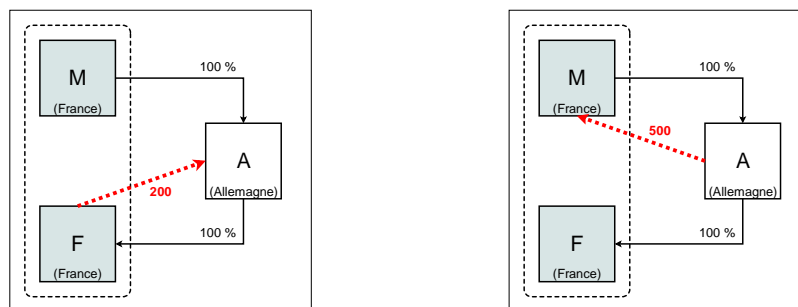 M
(France)
100 %
A
(Allemagne)
200
F
(France)
100 %
M
(France)
100 %
500
A
(Allemagne)
F
(France)
100 %